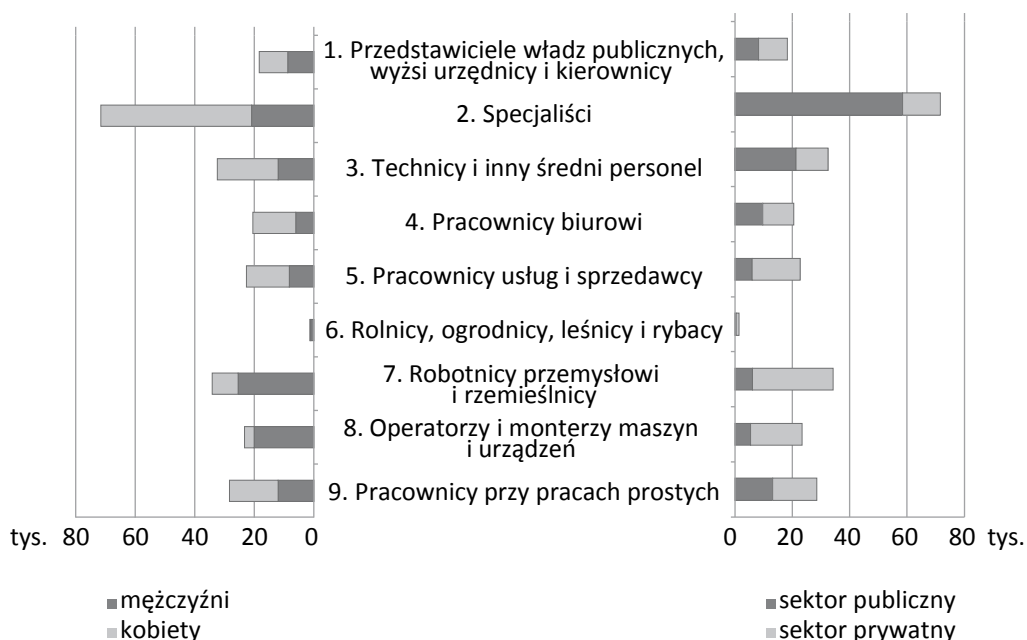 1. Przedstawiciele władz publicznych,
wyżsi urzędnicy i kierownicy
2. Specjaliści
3. Technicy i inny średni personel
4. Pracownicy biurowi
5. Pracownicy usług i sprzedawcy
6. Rolnicy, ogrodnicy, leśnicy i rybacy
7. Robotnicy przemysłowi
i rzemieślnicy
8. Operatorzy i monterzy maszyn
i urządzeń
9. Pracownicy przy pracach prostych
tys. 80 60 40 20 0
0 20 40 60 80 tys.
mężczyźni
kobiety
sektor publiczny
sektor prywatny